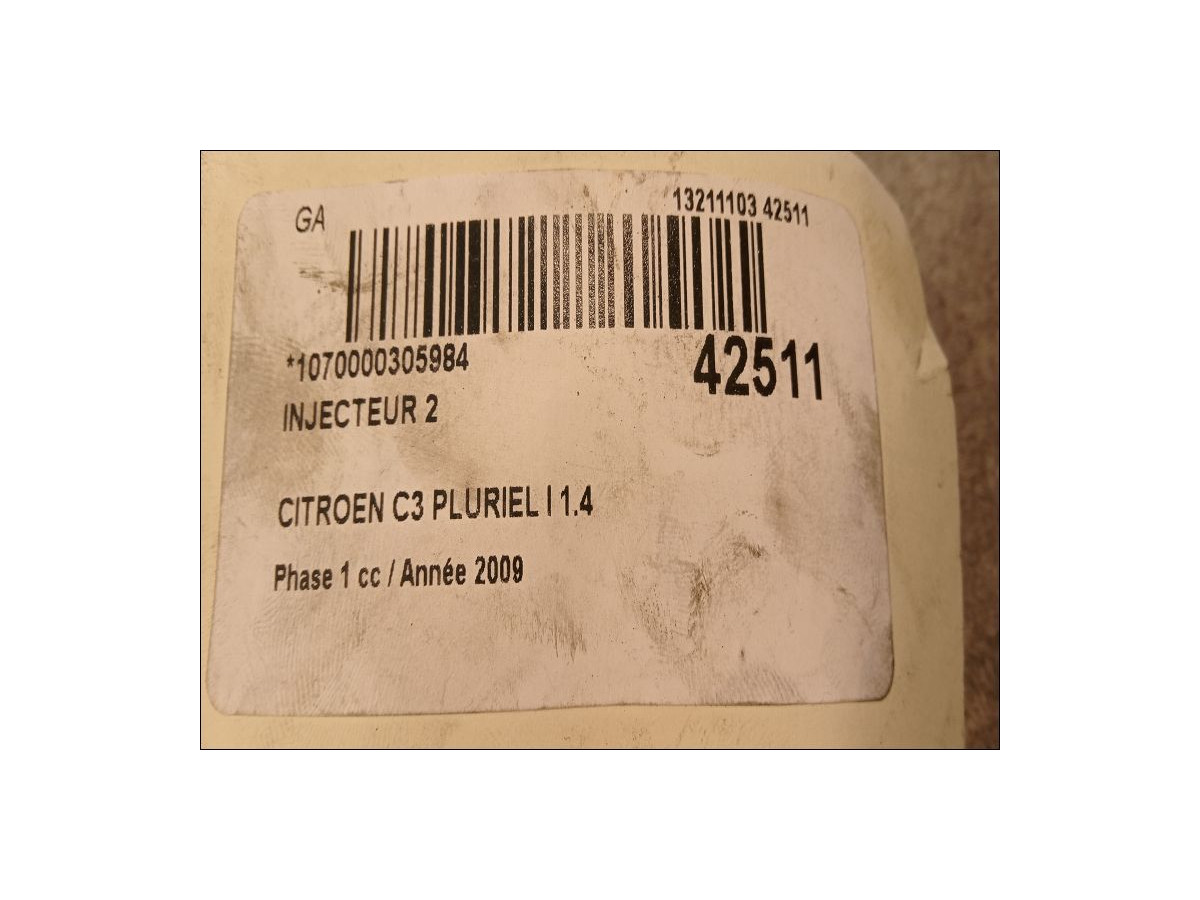 GA
13211103 42511
*1070000305984
42511
INJECTEUR 2
CITROEN C3 PLURIEL I 1.4
Phase 1 cc / Année 2009